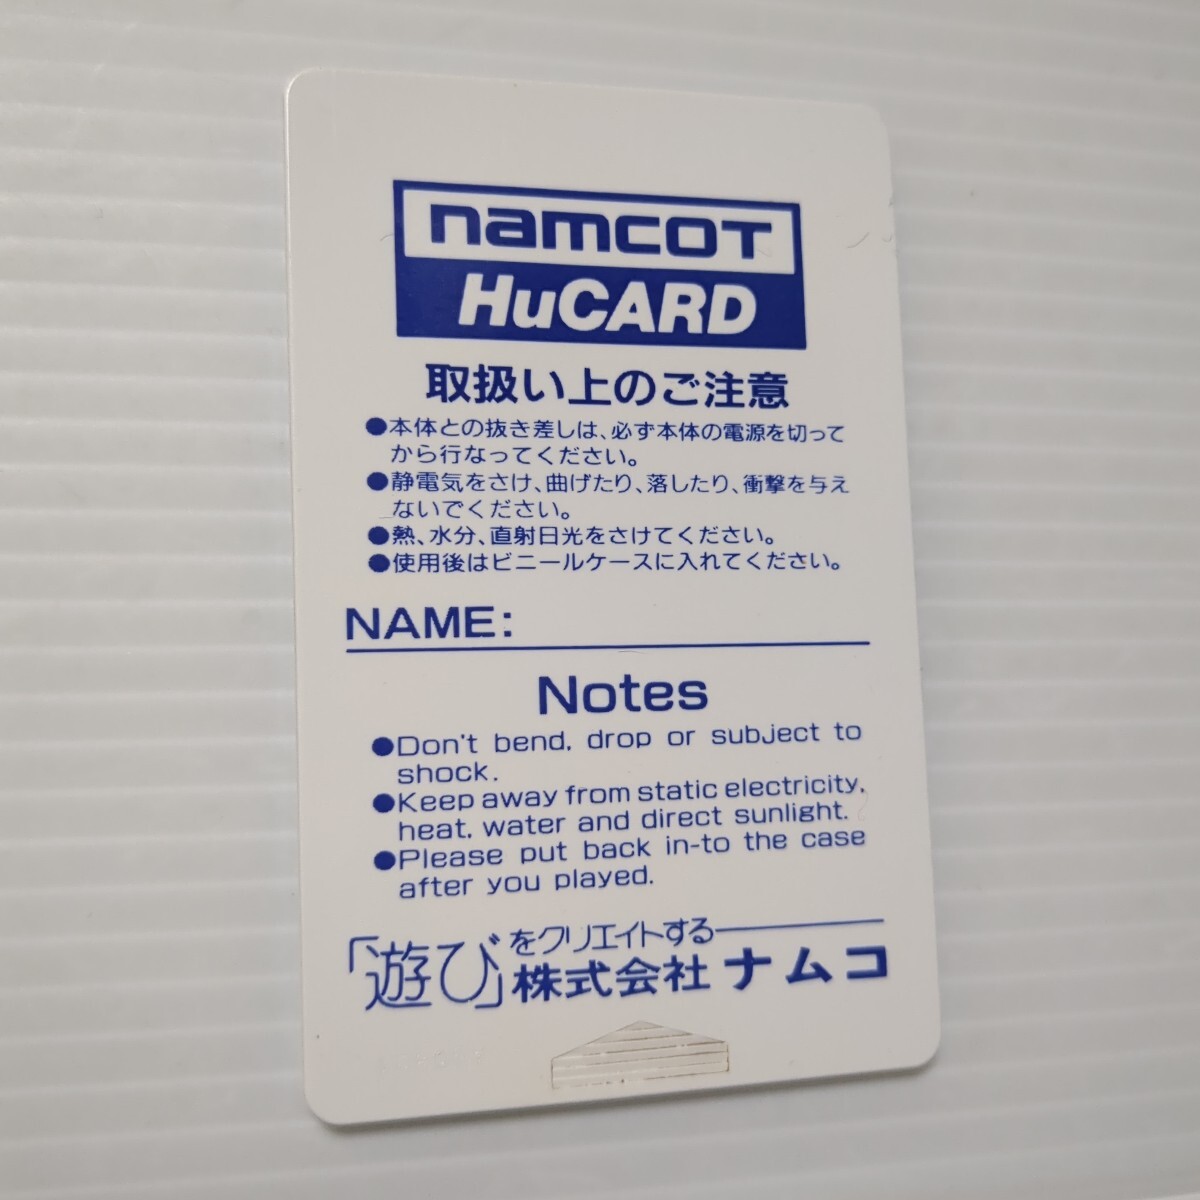 namcoT
HuCARD
取扱い上のご注意
●本体との抜き差しは、必ず本体の電源を切って
から行なってください。
●静電気をさけ、曲げたり、落したり、衝撃を与え
ないでください。
●熱、水分、直射日光をさけてください。
●使用後はビニールケースに入れてください。
NAME:
Notes
●Don't bend, drop or subject to
shock.
●Keep away from static electricity,
heat, water and direct sunlight.
●Please put back in-to the case
after you played.
「遊び」をクリエイトする
株式会社ナムコ